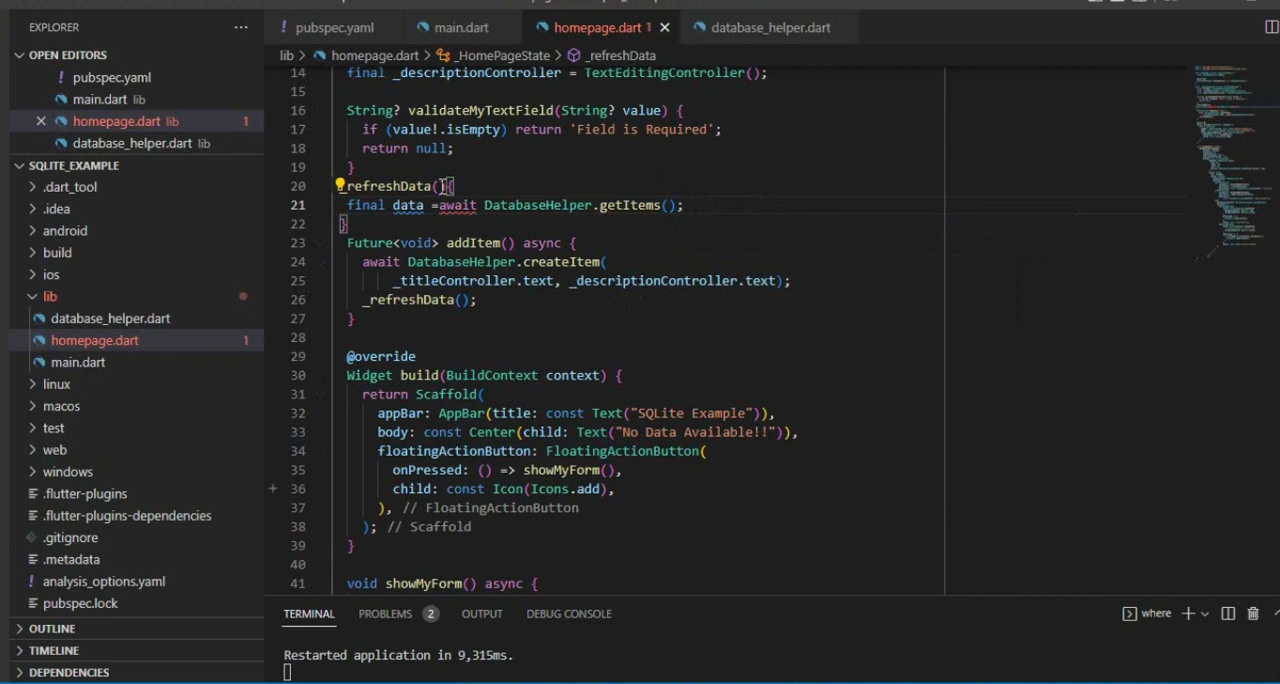 EXPLORER
OPEN EDITORS
! pubspec.yaml
main.dart lib
homepage.dart lib 1
database_helper.dart lib
SQLITE_EXAMPLE
.dart_tool
.idea
android
build
ios
lib
database_helper.dart
homepage.dart 1
main.dart
linux
macos
test
web
windows
.flutter-plugins
.flutter-plugins-dependencies
.gitignore
.metadata
! analysis_options.yaml
pubspec.lock
OUTLINE
TIMELINE
DEPENDENCIES
! pubspec.yaml main.dart homepage.dart 1 database_helper.dart
lib > homepage.dart > _HomePageState > _refreshData
14 final _descriptionController = TextEditingController();
15
16 String? validateMyTextField(String? value) {
17 if (value!.isEmpty) return 'Field is Required';
18 return null;
19 }
20 _refreshData(){
21 final data =await DatabaseHelper.getItems();
22 }
23 Future<void> addItem() async {
24 await DatabaseHelper.createItem(
25 _titleController.text, _descriptionController.text);
26 _refreshData();
27 }
28
29 @override
30 Widget build(BuildContext context) {
31 return Scaffold(
32 appBar: AppBar(title: const Text("SQLite Example")),
33 body: const Center(child: Text("No Data Available!!")),
34 floatingActionButton: FloatingActionButton(
35 onPressed: () => showMyForm(),
36 child: const Icon(Icons.add),
37 ), // FloatingActionButton
38 ); // Scaffold
39 }
40
41 void showMyForm() async {
TERMINAL PROBLEMS 2 OUTPUT DEBUG CONSOLE where
Restarted application in 9,315ms.